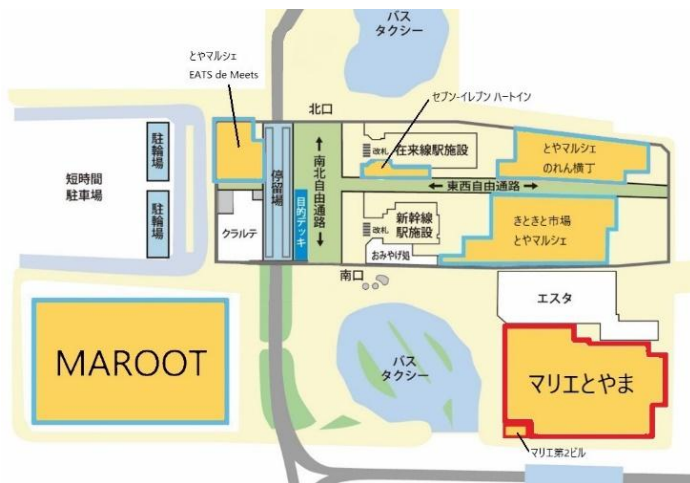 バス
タクシー
とやマルシェ
EATS de Meets
セブン-イレブン ハートイン
北口
駐輪場
短時間
駐車場
駐輪場
停留場
南北自由通路
改札
在来線駅施設
とやマルシェ
のれん横丁
東西自由通路
クラルテ
目的デッキ
新幹線
駅施設
改札
おみやげ処
きときと市場
とやマルシェ
南口
エスタ
MAROOT
バス
タクシー
マリエとやま
マリエ第2ビル